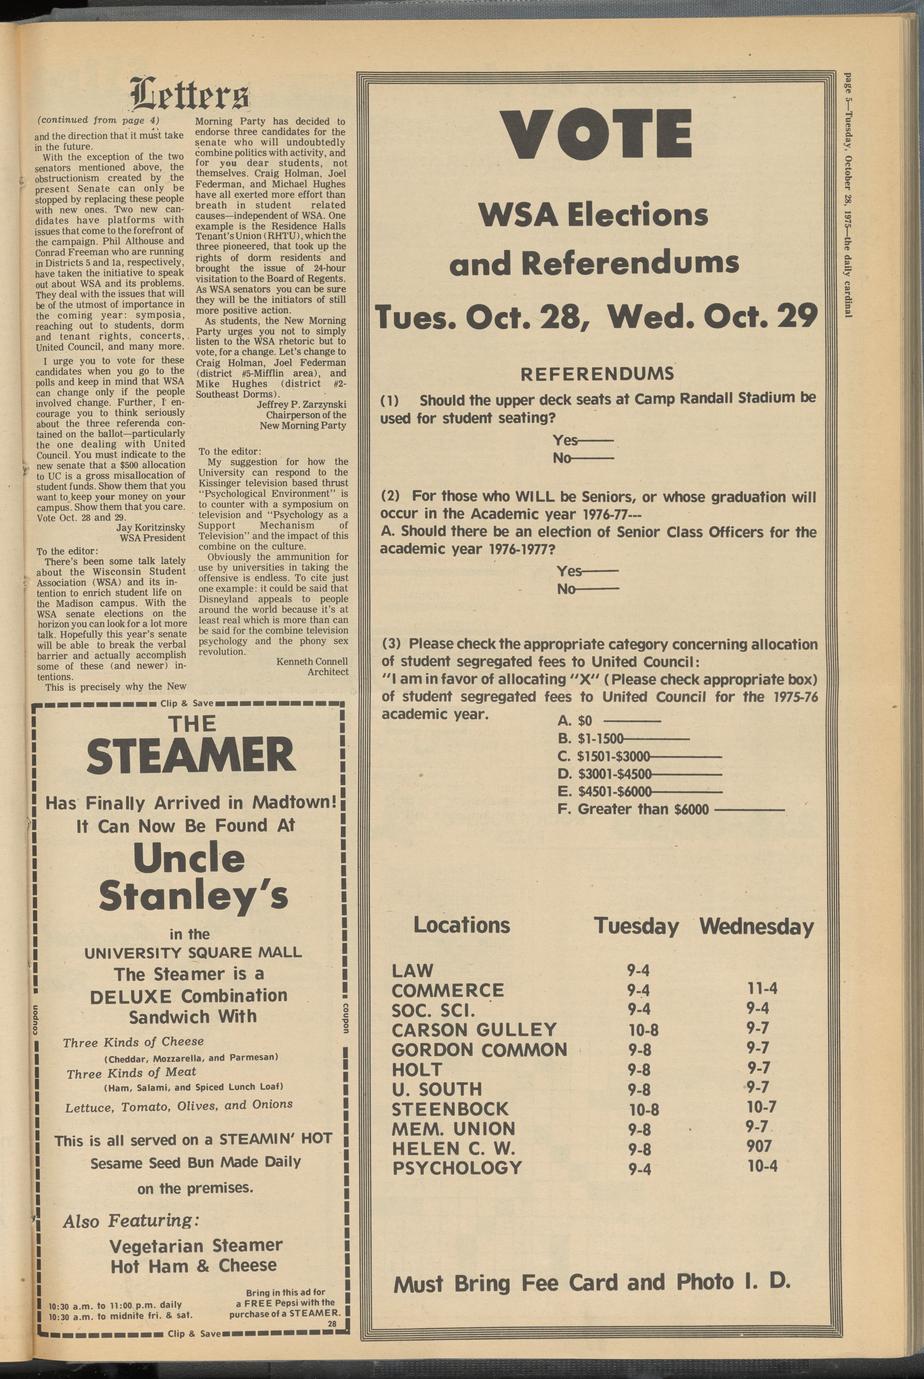 Letters
(continued from page 4)
and the direction that it must take
in the future.
With the exception of the two
senators mentioned above, the
obstructionism created by the
present Senate can only be
stopped by replacing these people
with new ones. Two new can-
didates have platforms with
issues that come to the forefront of
the campaign. Phil Althouse and
Conrad Freeman who are running
in Districts 5 and 1a, respectively,
have taken the initiative to speak
out about WSA and its problems.
They deal with the issues that will
be of the utmost of importance in
the coming year: symposia,
reaching out to students, dorm
and tenant rights, concerts,
United Council, and many more.
I urge you to vote for these
candidates when you go to the
polls and keep in mind that WSA
can change only if the people
involved change. Further, I en-
courage you to think seriously
about the three referenda con-
tained on the ballot—particularly
the one dealing with United
Council. You must indicate to the
new senate that a $500 allocation
to UC is a gross misallocation of
student funds. Show them that you
want to keep your money on your
campus. Show them that you care.
Vote Oct. 28 and 29.
Jay Koritzinsky
WSA President
To the editor:
There's been some talk lately
about the Wisconsin Student
Association (WSA) and its in-
tention to enrich student life on
the Madison campus. With the
WSA senate elections on the
horizon you can look for a lot more
talk. Hopefully this year's senate
will be able to break the verbal
barrier and actually accomplish
some of these (and newer) in-
tentions.
This is precisely why the New
Morning Party has decided to
endorse three candidates for the
senate who will undoubtedly
combine politics with activity, and
for you dear students, not
themselves. Craig Holman, Joel
Federman, and Michael Hughes
have all exerted more effort than
breath in student related
causes—independent of WSA. One
example is the Residence Halls
Tenant's Union (RHTU), which the
three pioneered, that took up the
rights of dorm residents and
brought the issue of 24-hour
visitation to the Board of Regents.
As WSA senators you can be sure
they will be the initiators of still
more positive action.
As students, the New Morning
Party urges you not to simply
listen to the WSA rhetoric but to
vote, for a change. Let's change to
Craig Holman, Joel Federman
(district #5-Mifflin area), and
Mike Hughes (district #2-
Southeast Dorms).
Jeffrey P. Zarzynski
Chairperson of the
New Morning Party
To the editor:
My suggestion for how the
University can respond to the
Kissinger television based thrust
"Psychological Environment" is
to counter with a symposium on
television and "Psychology as a
Support Mechanism of
Television" and the impact of this
combine on the culture.
Obviously the ammunition for
use by universities in taking the
offensive is endless. To cite just
one example: it could be said that
Disneyland appeals to people
around the world because it's at
least real which is more than can
be said for the combine television
psychology and the phony sex
revolution.
Kenneth Connell
Architect
Clip & Save
THE
STEAMER
Has Finally Arrived in Madtown!
It Can Now Be Found At
Uncle
Stanley's
in the
UNIVERSITY SQUARE MALL
The Steamer is a
DELUXE Combination
Sandwich With
Three Kinds of Cheese
(Cheddar, Mozzarella, and Parmesan)
Three Kinds of Meat
(Ham, Salami, and Spiced Lunch Loaf)
Lettuce, Tomato, Olives, and Onions
This is all served on a STEAMIN' HOT
Sesame Seed Bun Made Daily
on the premises.
Also Featuring:
Vegetarian Steamer
Hot Ham & Cheese
10:30 a.m. to 11:00 p.m. daily
10:30 a.m. to midnite fri. & sat.
Bring in this ad for
a FREE Pepsi with the
purchase of a STEAMER.
28
Clip & Save
coupon
coupon
VOTE
WSA Elections
and Referendums
Tues. Oct. 28, Wed. Oct. 29
REFERENDUMS
(1) Should the upper deck seats at Camp Randall Stadium be
used for student seating?
Yes
No
(2) For those who WILL be Seniors, or whose graduation will
occur in the Academic year 1976-77---
A. Should there be an election of Senior Class Officers for the
academic year 1976-1977?
Yes
No
(3) Please check the appropriate category concerning allocation
of student segregated fees to United Council:
"I am in favor of allocating "X" (Please check appropriate box)
of student segregated fees to United Council for the 1975-76
academic year.
A. $0
B. $1-1500
C. $1501-$3000
D. $3001-$4500
E. $4501-$6000
F. Greater than $6000
Locations Tuesday Wednesday
LAW 9-4
COMMERCE 9-4 11-4
SOC. SCI. 9-4 9-4
CARSON GULLEY 10-8 9-7
GORDON COMMON 9-8 9-7
HOLT 9-8 9-7
U. SOUTH 9-8 9-7
STEENBOCK 10-8 10-7
MEM. UNION 9-8 9-7
HELEN C. W. 9-8 907
PSYCHOLOGY 9-4 10-4
Must Bring Fee Card and Photo I. D.
page 5—Tuesday, October 28, 1975—the daily cardinal